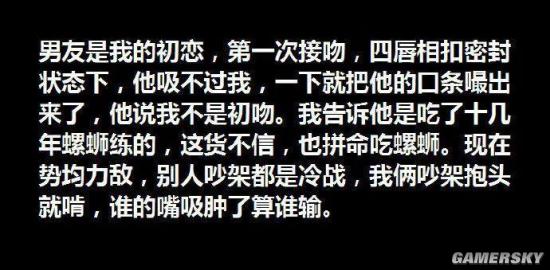 男友是我的初恋，第一次接吻，四唇相扣密封
状态下，他吸不过我，一下就把他的口条嘬出
来了，他说我不是初吻。我告诉他是吃了十几
年螺蛳练的，这货不信，也拼命吃螺蛳。现在
势均力敌，别人吵架都是冷战，我俩吵架抱头
就啃，谁的嘴吸肿了算谁输。
GAMERSKY